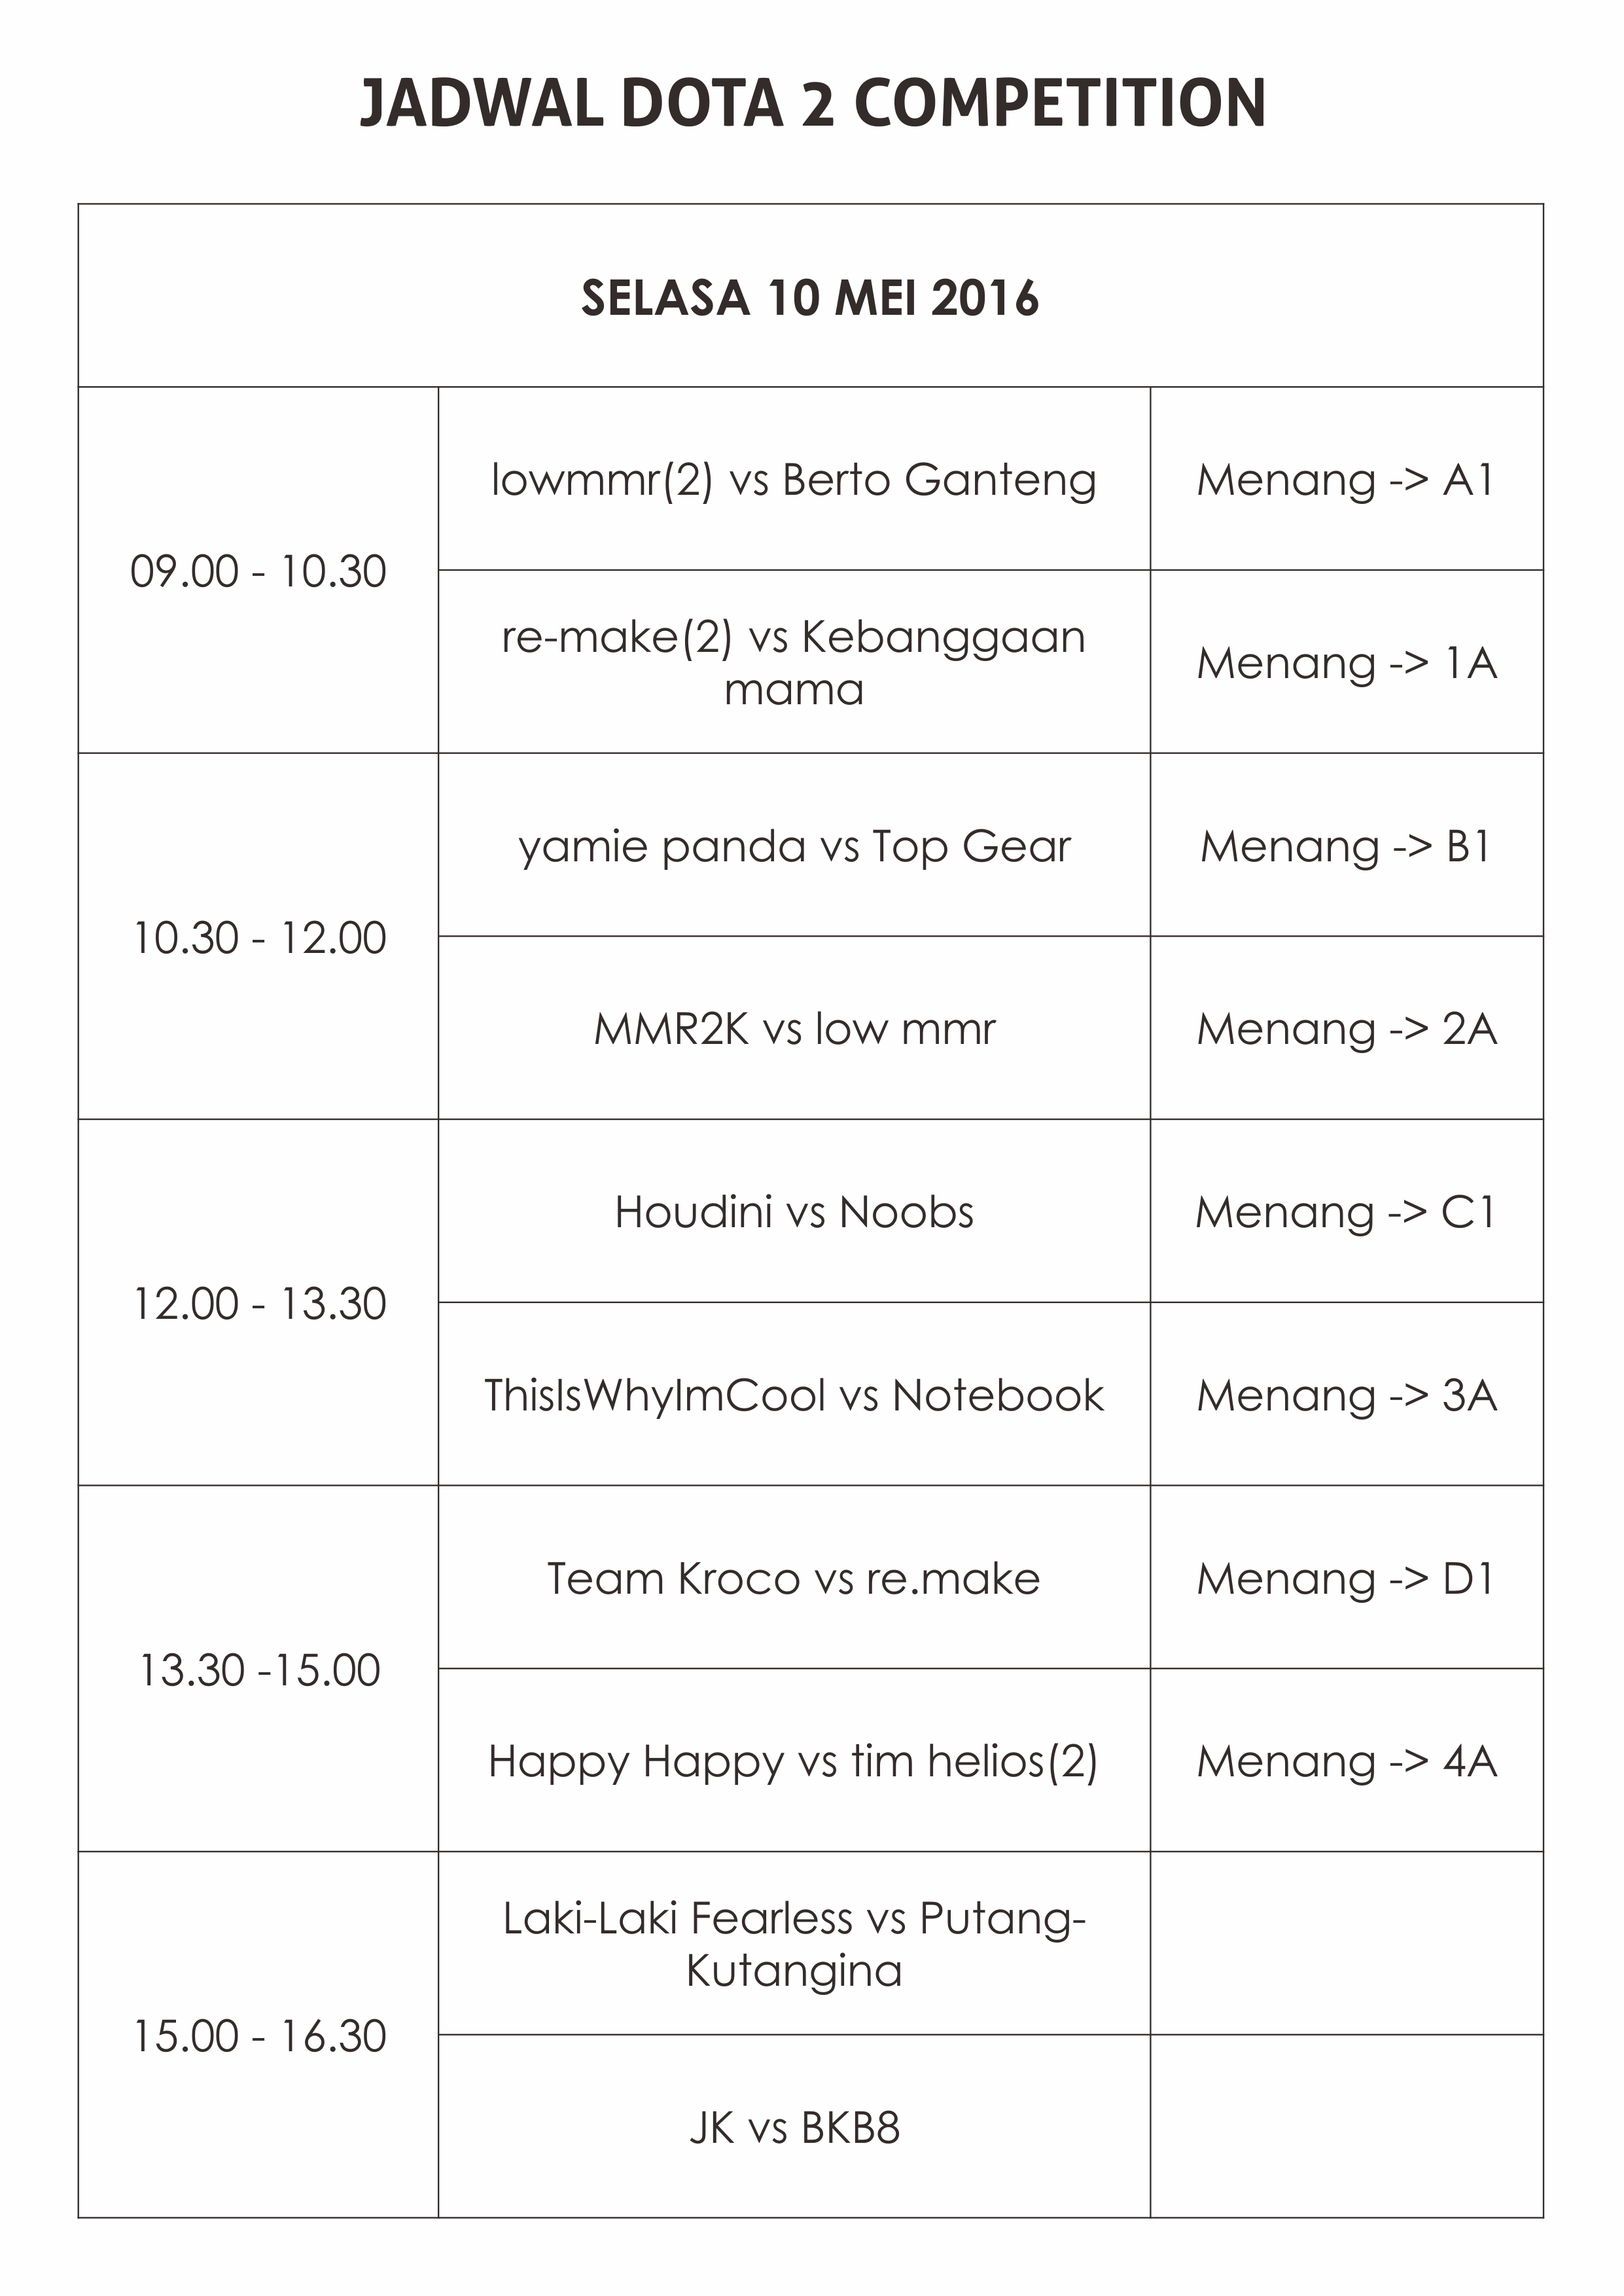 JADWAL DOTA 2 COMPETITION
SELASA 10 MEI 2016
09.00 - 10.30
lowmmr(2) vs Berto Ganteng
Menang -> A1
re-make(2) vs Kebanggaan
mama
Menang -> 1A
10.30 - 12.00
yamie panda vs Top Gear
Menang -> B1
MMR2K vs low mmr
Menang -> 2A
12.00 - 13.30
Houdini vs Noobs
Menang -> C1
ThisIsWhyImCool vs Notebook
Menang -> 3A
13.30 -15.00
Team Kroco vs re.make
Menang -> D1
Happy Happy vs tim helios(2)
Menang -> 4A
15.00 - 16.30
Laki-Laki Fearless vs Putang-
Kutangina
JK vs BKB8